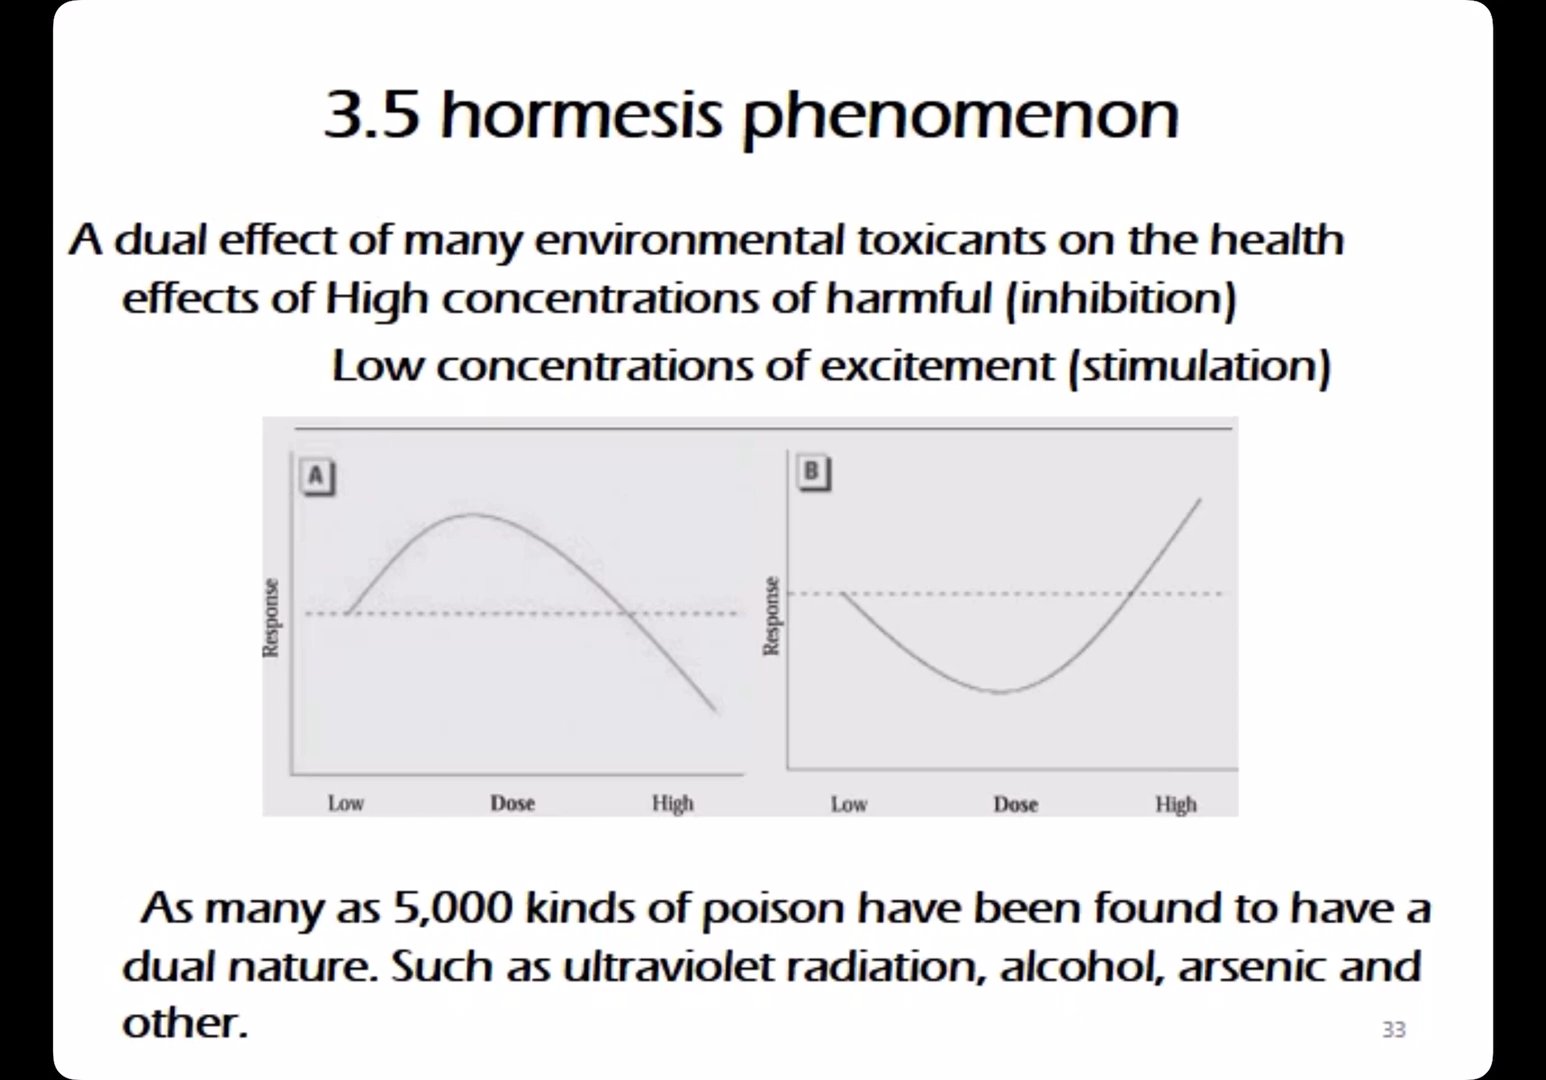 3.5 hormesis phenomenon
A dual effect of many environmental toxicants on the health
effects of High concentrations of harmful (inhibition)
Low concentrations of excitement (stimulation)
A
Response
Low Dose High
B
Response
Low Dose High
As many as 5,000 kinds of poison have been found to have a
dual nature. Such as ultraviolet radiation, alcohol, arsenic and
other.
33